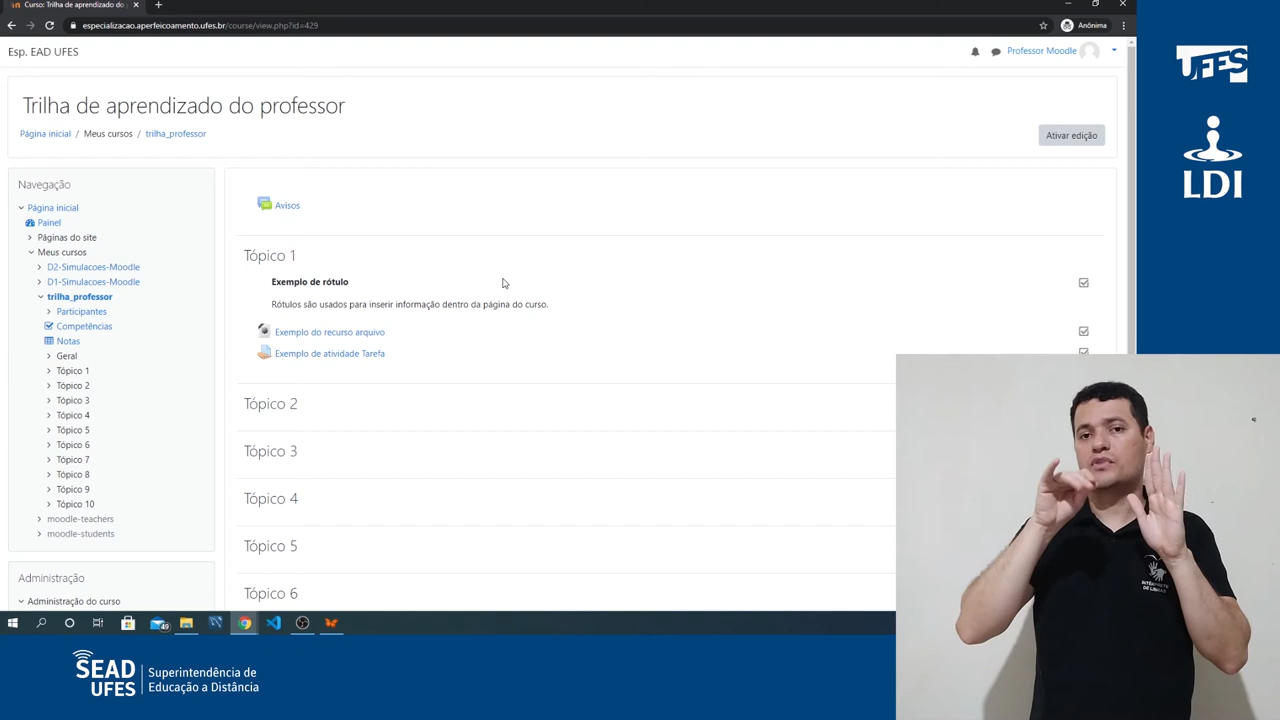 Curso: Trilha de aprendizado do
especializacao.aperfeicoamento.ufes.br/course/view.php?id=429
Anônima
Esp. EAD UFES
Professor Moodle
Trilha de aprendizado do professor
Página inicial / Meus cursos / trilha_professor
Ativar edição
Navegação
Página inicial
Painel
Páginas do site
Meus cursos
D2-Simulacoes-Moodle
D1-Simulacoes-Moodle
trilha_professor
Participantes
Competências
Notas
Geral
Tópico 1
Tópico 2
Tópico 3
Tópico 4
Tópico 5
Tópico 6
Tópico 7
Tópico 8
Tópico 9
Tópico 10
moodle-teachers
moodle-students
Administração
Administração do curso
Avisos
Tópico 1
Exemplo de rótulo
Rótulos são usados para inserir informação dentro da página do curso.
Exemplo do recurso arquivo
Exemplo de atividade Tarefa
Tópico 2
Tópico 3
Tópico 4
Tópico 5
Tópico 6
49
UFES
LDI
INTÉRPRETE
DE LIBRAS
SEAD
UFES
Superintendência de
Educação a Distância